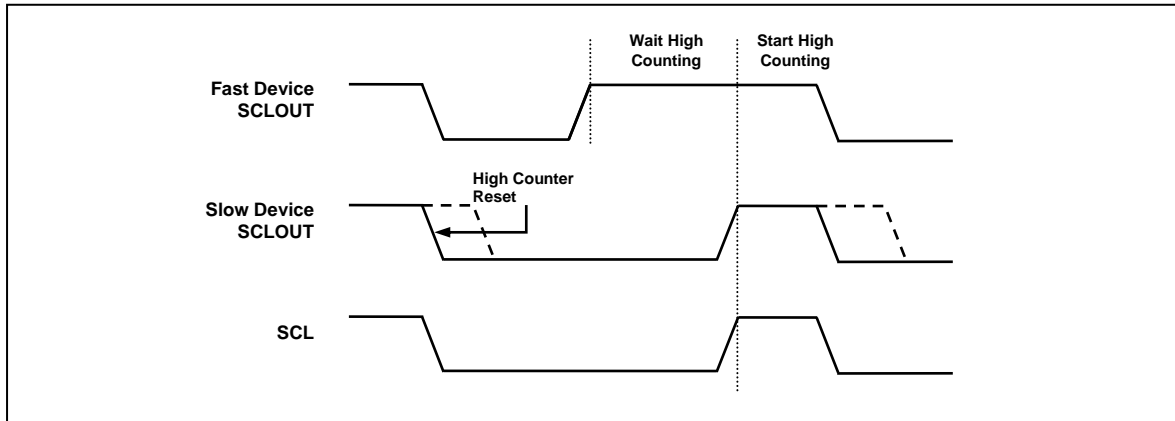 Wait High
Counting
Start High
Counting
Fast Device
SCLOUT
High Counter
Reset
Slow Device
SCLOUT
SCL